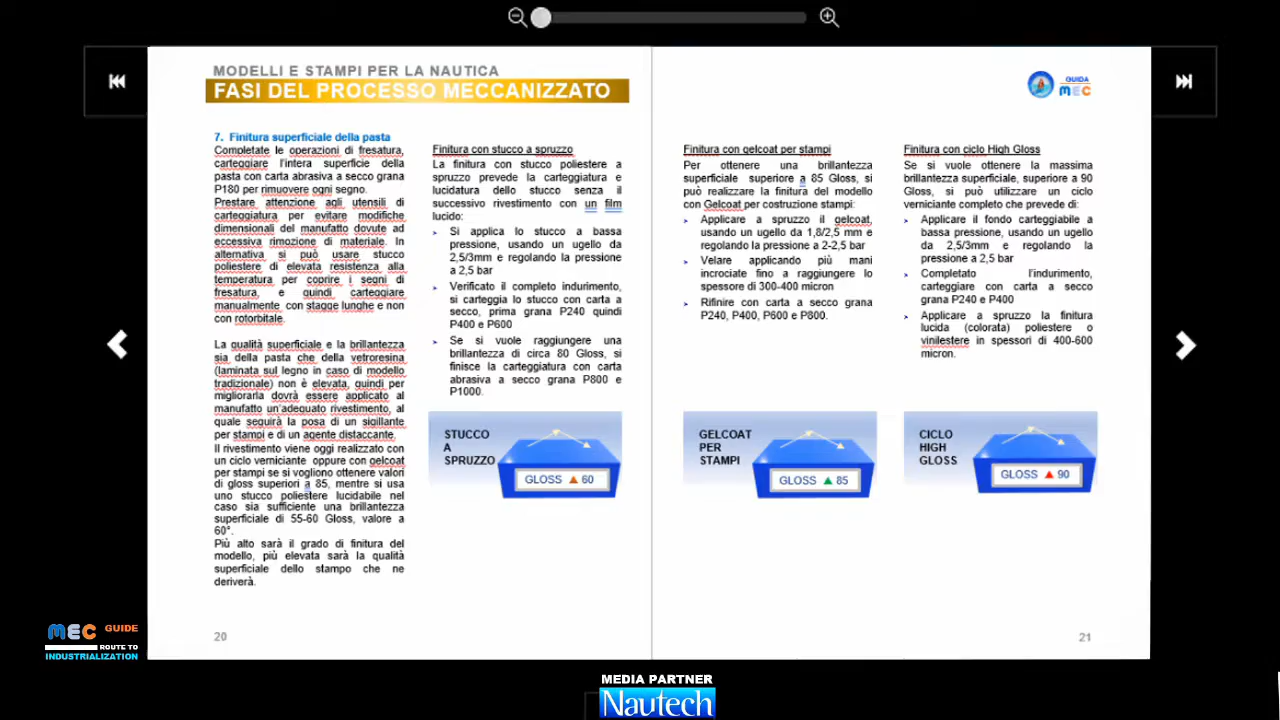 MODELLI E STAMPI PER LA NAUTICA
FASI DEL PROCESSO MECCANIZZATO
7. Finitura superficiale della pasta
Completate le operazioni di fresatura,
carteggiare l'intera superficie della
pasta con carta abrasiva a secco grana
P180 per rimuovere ogni segno.
Prestare attenzione agli utensili di
carteggiatura per evitare modifiche
dimensionali del manufatto dovute ad
eccessiva rimozione di materiale. In
alternativa si può usare stucco
poliestere di elevata resistenza alla
temperatura per coprire i segni di
fresatura, e quindi carteggiare
manualmente con stagge lunghe e non
con rotorbitale.
La qualità superficiale e la brillantezza
sia della pasta che della vetroresina
(laminata sul legno in caso di modello
tradizionale) non è elevata, quindi per
migliorarla dovrà essere applicato al
manufatto un'adeguato rivestimento, al
quale seguirà la posa di un sigillante
per stampi e di un agente distaccante.
Il rivestimento viene oggi realizzato con
un ciclo verniciante oppure con gelcoat
per stampi se si vogliono ottenere valori
di gloss superiori a 85, mentre si usa
uno stucco poliestere lucidabile nel
caso sia sufficiente una brillantezza
superficiale di 55-60 Gloss, valore a
60°.
Più alto sarà il grado di finitura del
modello, più elevata sarà la qualità
superficiale dello stampo che ne
deriverà.
Finitura con stucco a spruzzo
La finitura con stucco poliestere a
spruzzo prevede la carteggiatura e
lucidatura dello stucco senza il
successivo rivestimento con un film
lucido:
➢ Si applica lo stucco a bassa
pressione, usando un ugello da
2,5/3mm e regolando la pressione
a 2,5 bar
➢ Verificato il completo indurimento,
si carteggia lo stucco con carta a
secco, prima grana P240 quindi
P400 e P600
➢ Se si vuole raggiungere una
brillantezza di circa 80 Gloss, si
finisce la carteggiatura con carta
abrasiva a secco grana P800 e
P1000.
STUCCO
A
SPRUZZO
GLOSS ▲ 60
20
GUIDA
MEC
Finitura con gelcoat per stampi
Per ottenere una brillantezza
superficiale superiore a 85 Gloss, si
può realizzare la finitura del modello
con Gelcoat per costruzione stampi:
➢ Applicare a spruzzo il gelcoat,
usando un ugello da 1,8/2,5 mm e
regolando la pressione a 2-2,5 bar
➢ Velare applicando più mani
incrociate fino a raggiungere lo
spessore di 300-400 micron
➢ Rifinire con carta a secco grana
P240, P400, P600 e P800.
GELCOAT
PER
STAMPI
GLOSS ▲ 85
Finitura con ciclo High Gloss
Se si vuole ottenere la massima
brillantezza superficiale, superiore a 90
Gloss, si può utilizzare un ciclo
verniciante completo che prevede di:
➢ Applicare il fondo carteggiabile a
bassa pressione, usando un ugello
da 2,5/3mm e regolando la
pressione a 2,5 bar
➢ Completato l'indurimento,
carteggiare con carta a secco
grana P240 e P400
➢ Applicare a spruzzo la finitura
lucida (colorata) poliestere o
vinilestere in spessori di 400-600
micron.
CICLO
HIGH
GLOSS
GLOSS ▲ 90
21
MEC GUIDE
ROUTE TO
INDUSTRIALIZATION
MEDIA PARTNER
Nautech